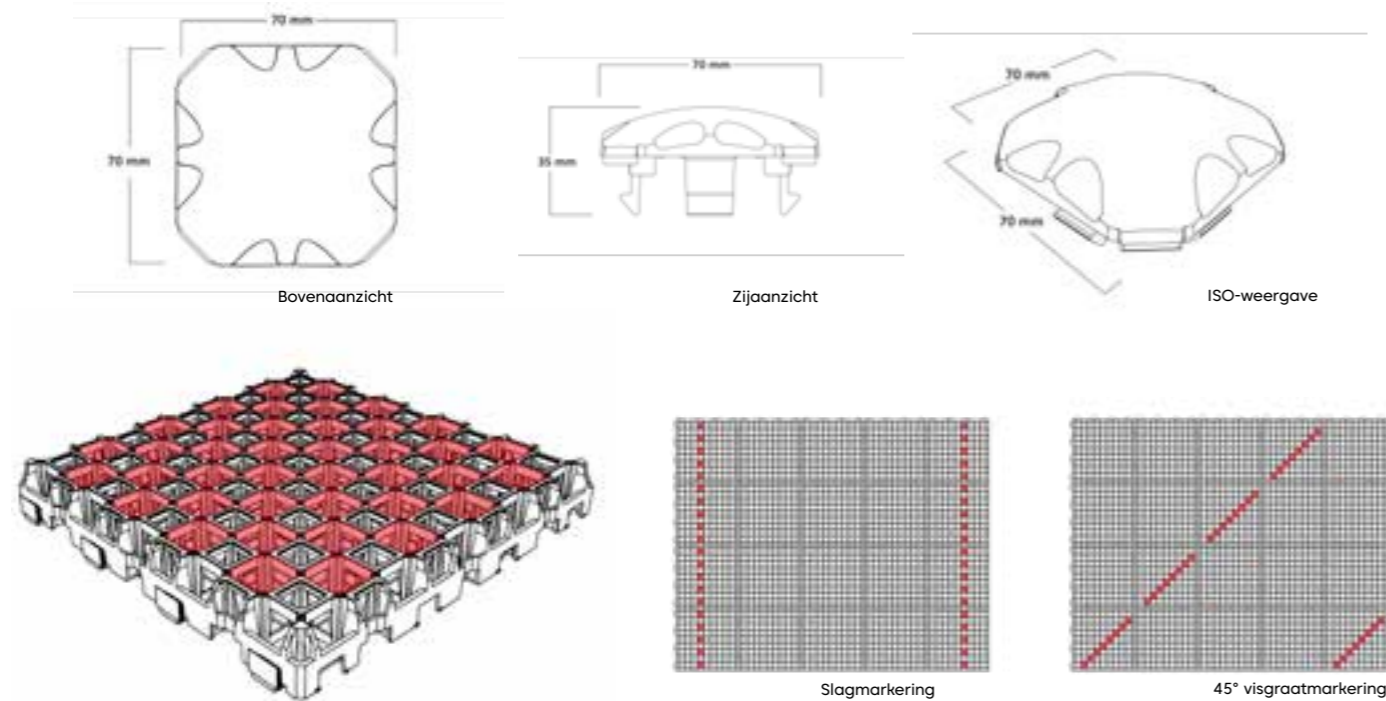 70 mm
70 mm
Bovenaanzicht
70 mm
35 mm
Zijaanzicht
70 mm
70 mm
ISO-weergave
Slagmarkering
45° visgraatmarkering